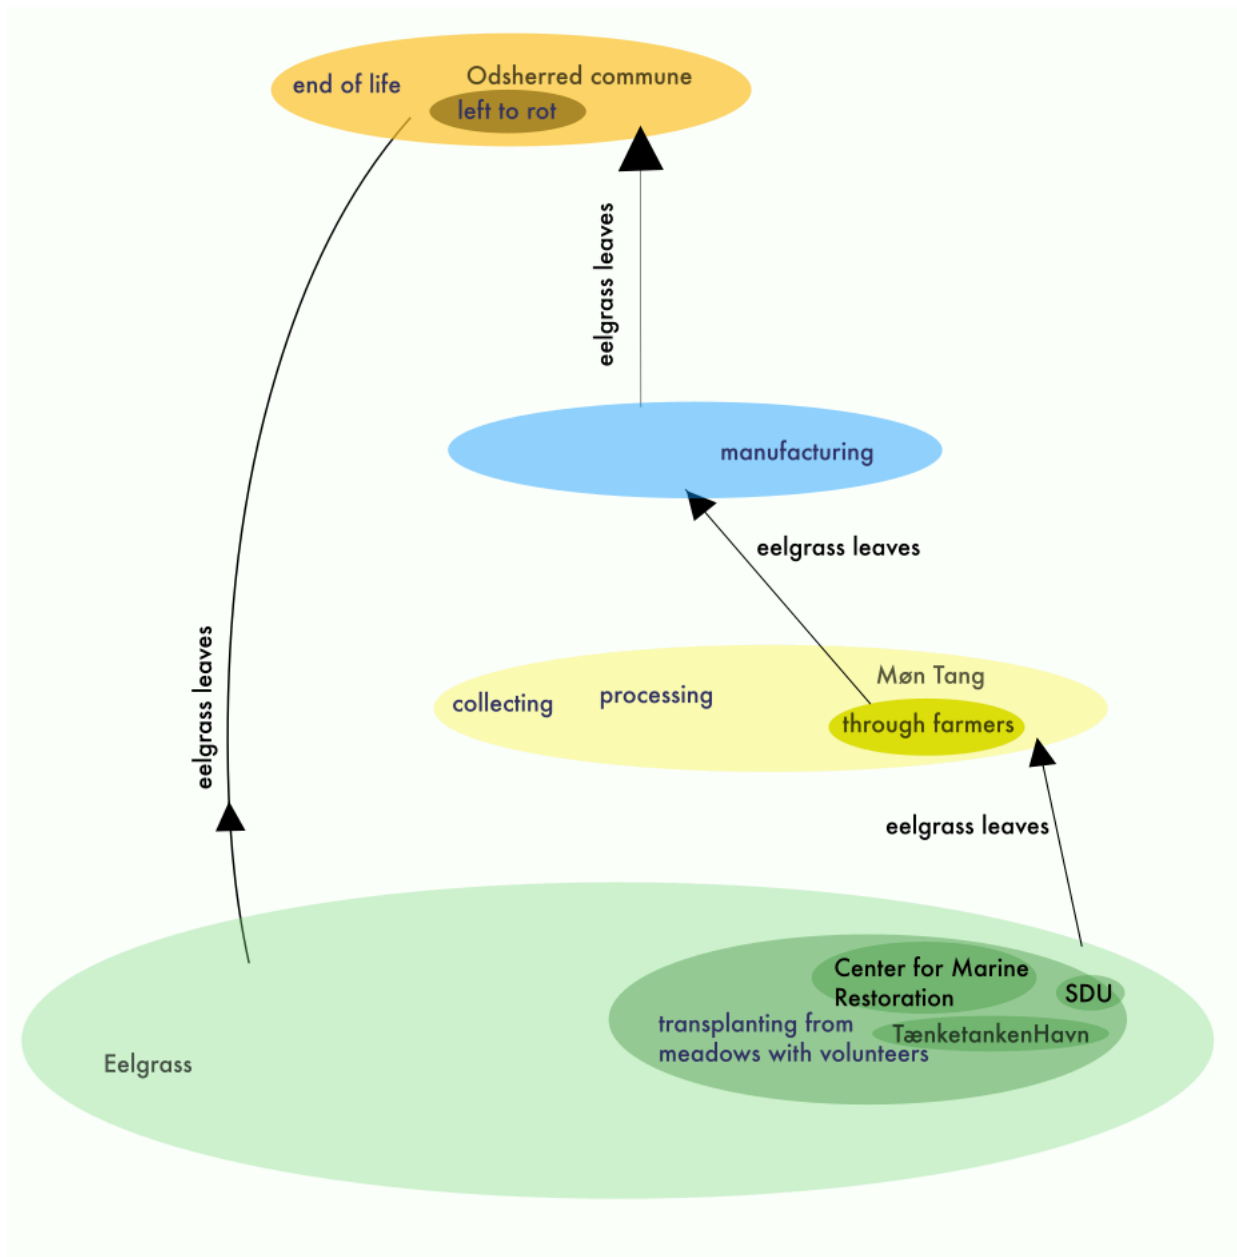 end of life
Odsherred commune
left to rot
eelgrass leaves
manufacturing
eelgrass leaves
eelgrass leaves
Møn Tang
collecting
processing
through farmers
eelgrass leaves
Center for Marine
Restoration
SDU
transplanting from
meadows with volunteers
TænketankenHavn
Eelgrass